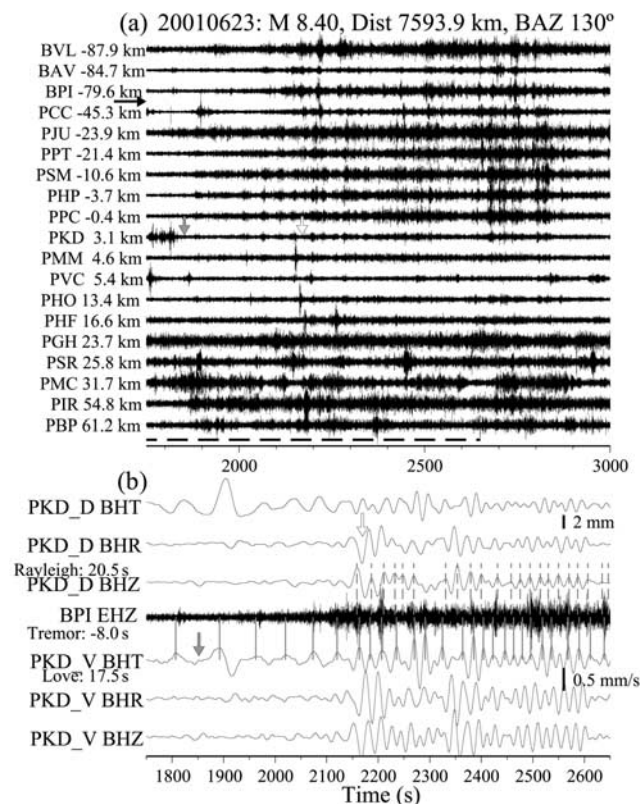 (a) 20010623: M 8.40, Dist 7593.9 km, BAZ 130º
BVL -87.9 km
BAV -84.7 km
BPI -79.6 km
PCC -45.3 km
PJU -23.9 km
PPT -21.4 km
PSM -10.6 km
PHP -3.7 km
PPC -0.4 km
PKD 3.1 km
PMM 4.6 km
PVC 5.4 km
PHO 13.4 km
PHF 16.6 km
PGH 23.7 km
PSR 25.8 km
PMC 31.7 km
PIR 54.8 km
PBP 61.2 km
2000 2500 3000
(b)
PKD_D BHT
2 mm
PKD_D BHR
Rayleigh: 20.5 s
PKD_D BHZ
BPI EHZ
Tremor: -8.0 s
PKD_V BHT
Love: 17.5 s
0.5 mm/s
PKD_V BHR
PKD_V BHZ
1800 1900 2000 2100 2200 2300 2400 2500 2600
Time (s)